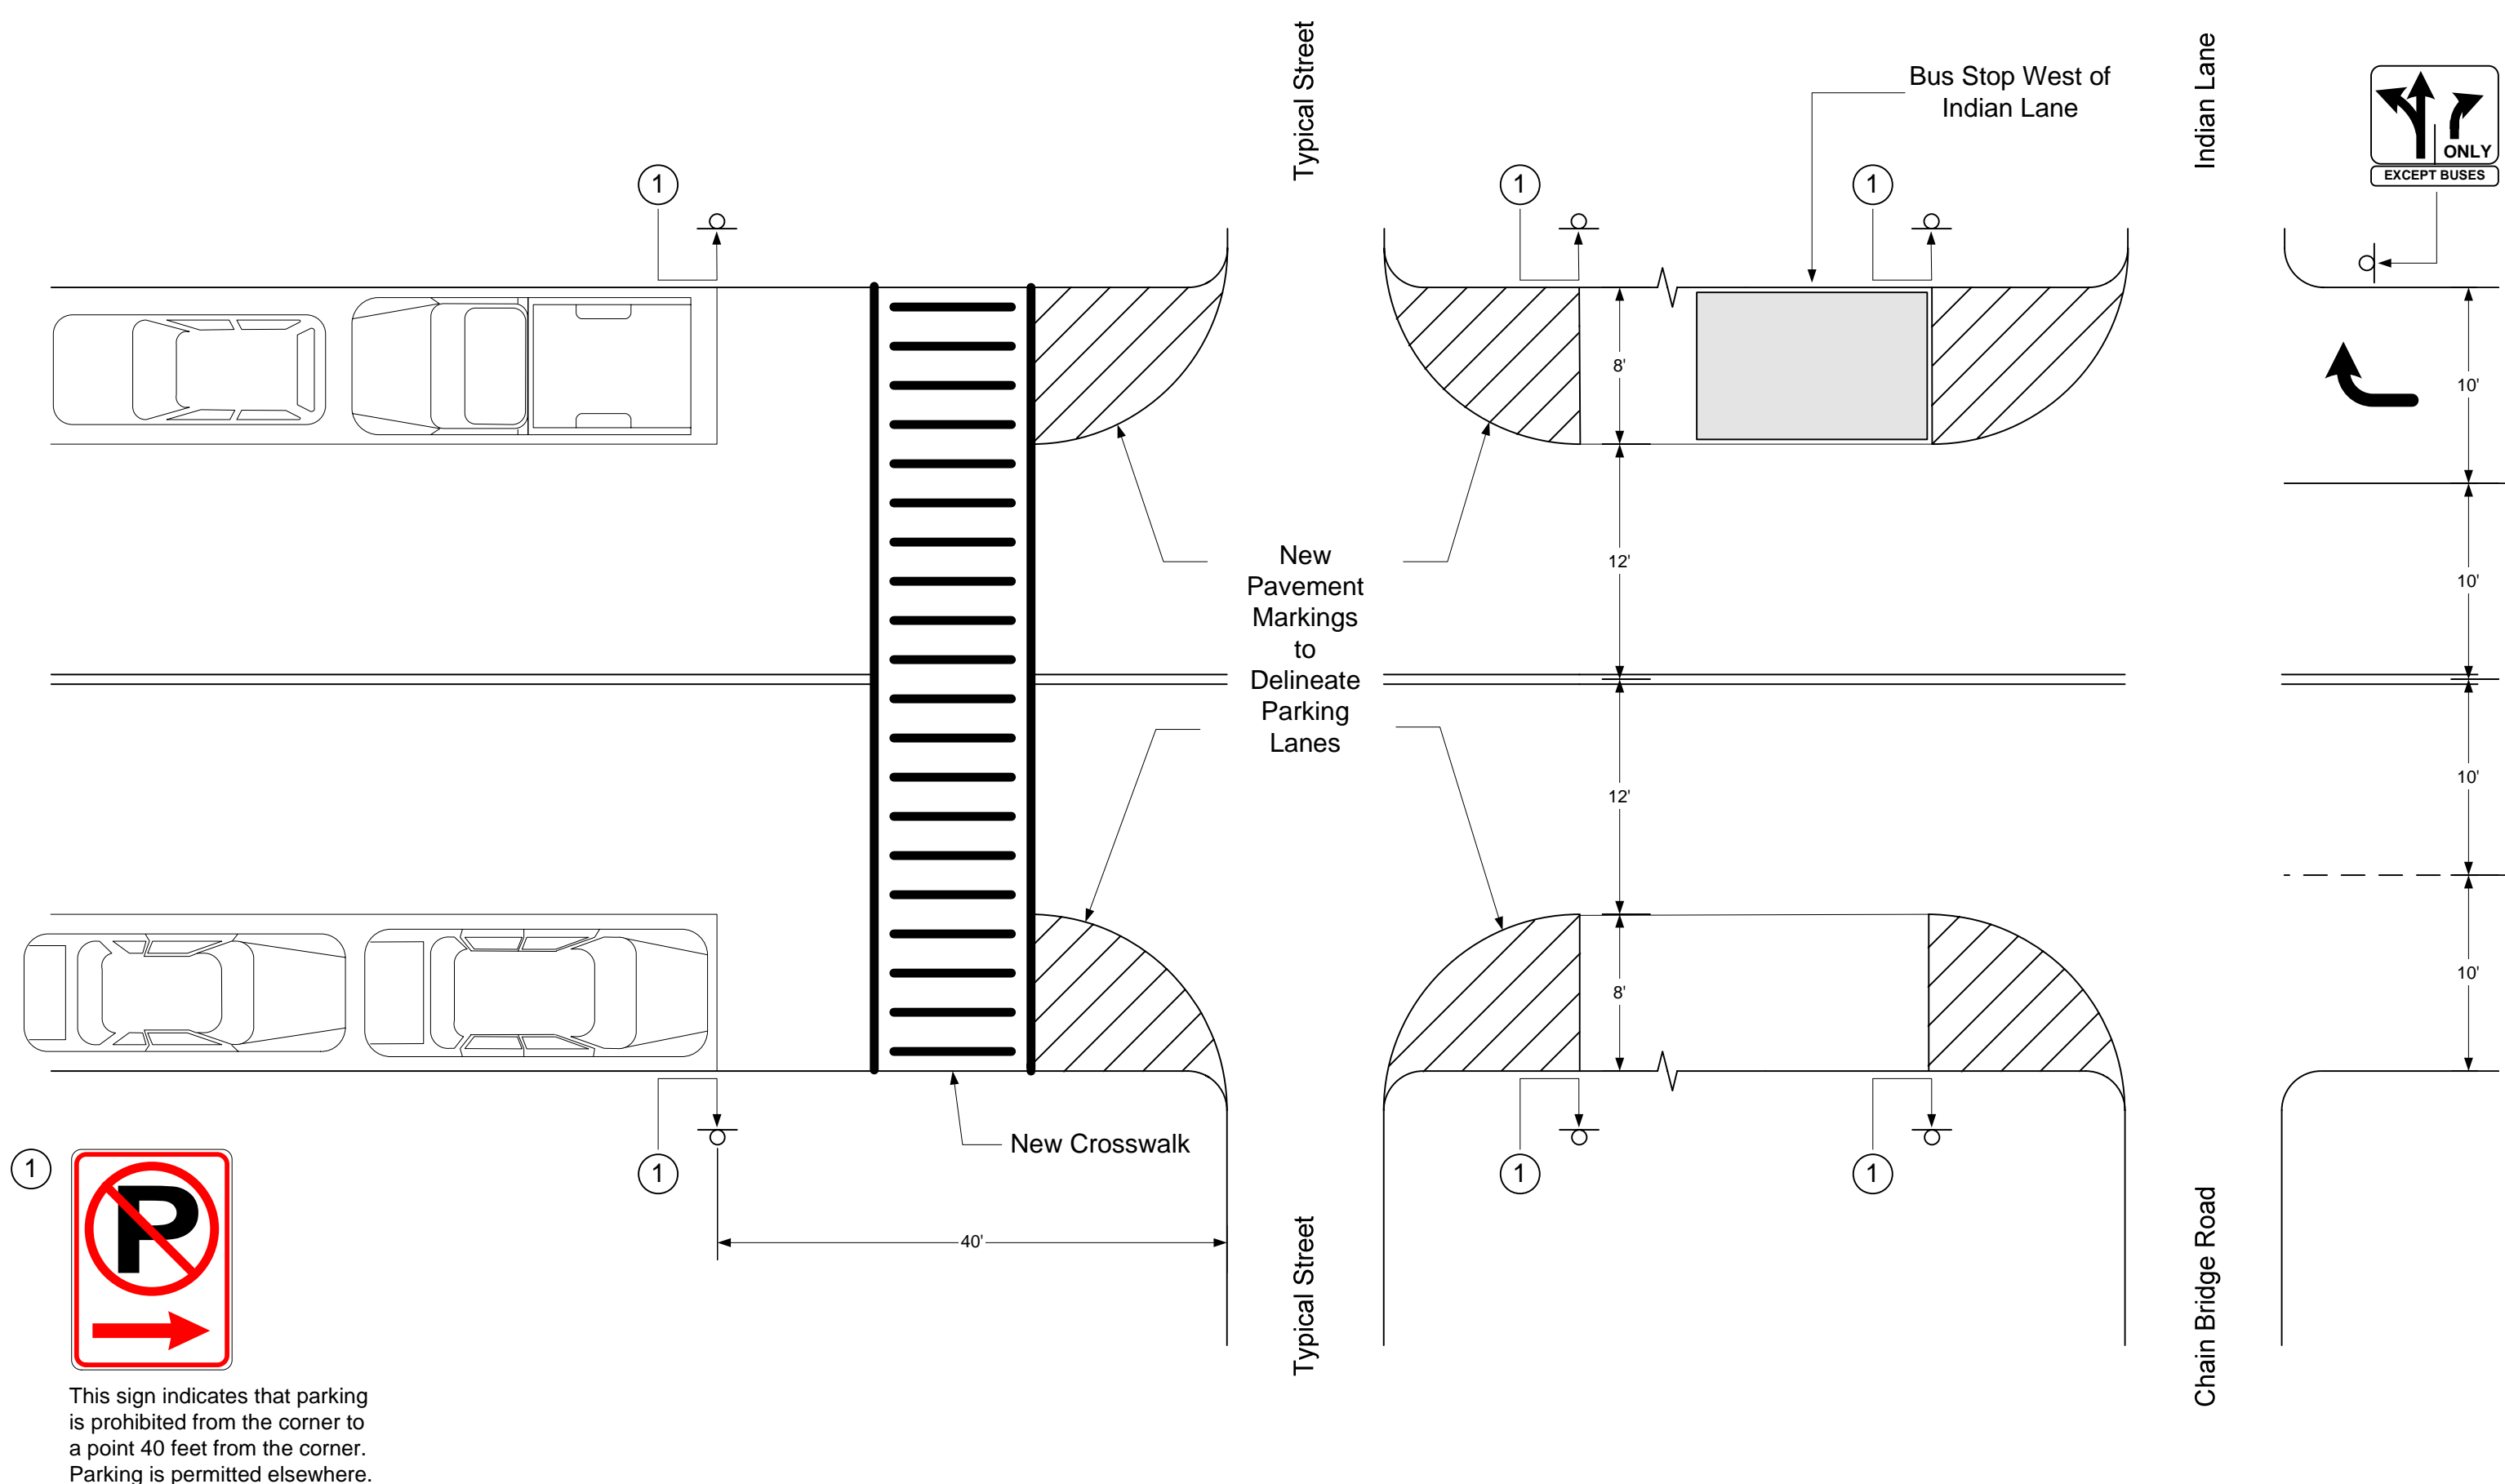 Typical Street
Bus Stop West of
Indian Lane
Indian Lane
ONLY
EXCEPT BUSES
1
1
1
8'
10'
12'
10'
New
Pavement
Markings
to
Delineate
Parking
Lanes
12'
10'
8'
10'
New Crosswalk
1
1
1
1
P
40'
Typical Street
Chain Bridge Road
This sign indicates that parking
is prohibited from the corner to
a point 40 feet from the corner.
Parking is permitted elsewhere.